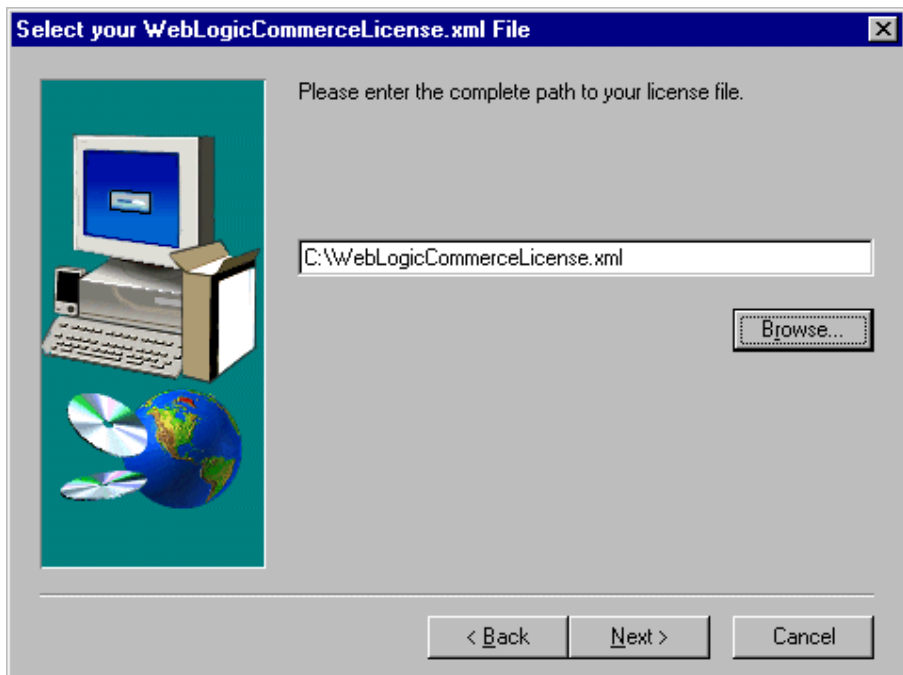 Select your WebLogicCommerceLicense.xml File
Please enter the complete path to your license file.
C:\WebLogicCommerceLicense.xml
Browse...
< Back
Next >
Cancel